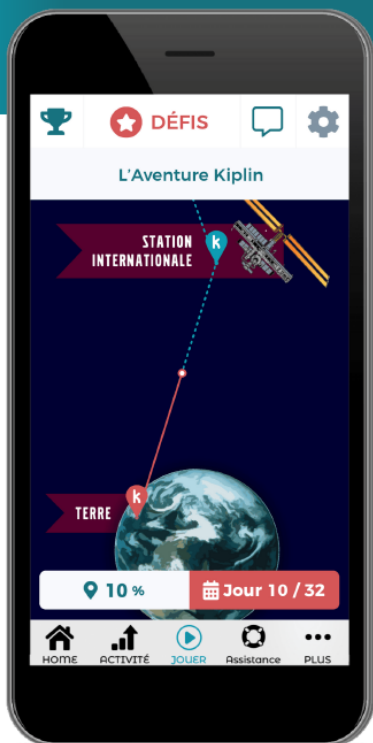 DÉFIS
L'Aventure Kiplin
STATION
INTERNATIONALE
k
k
TERRE
10 %
Jour 10 / 32
HOME ACTIVITÉ JOUER Assistance PLUS